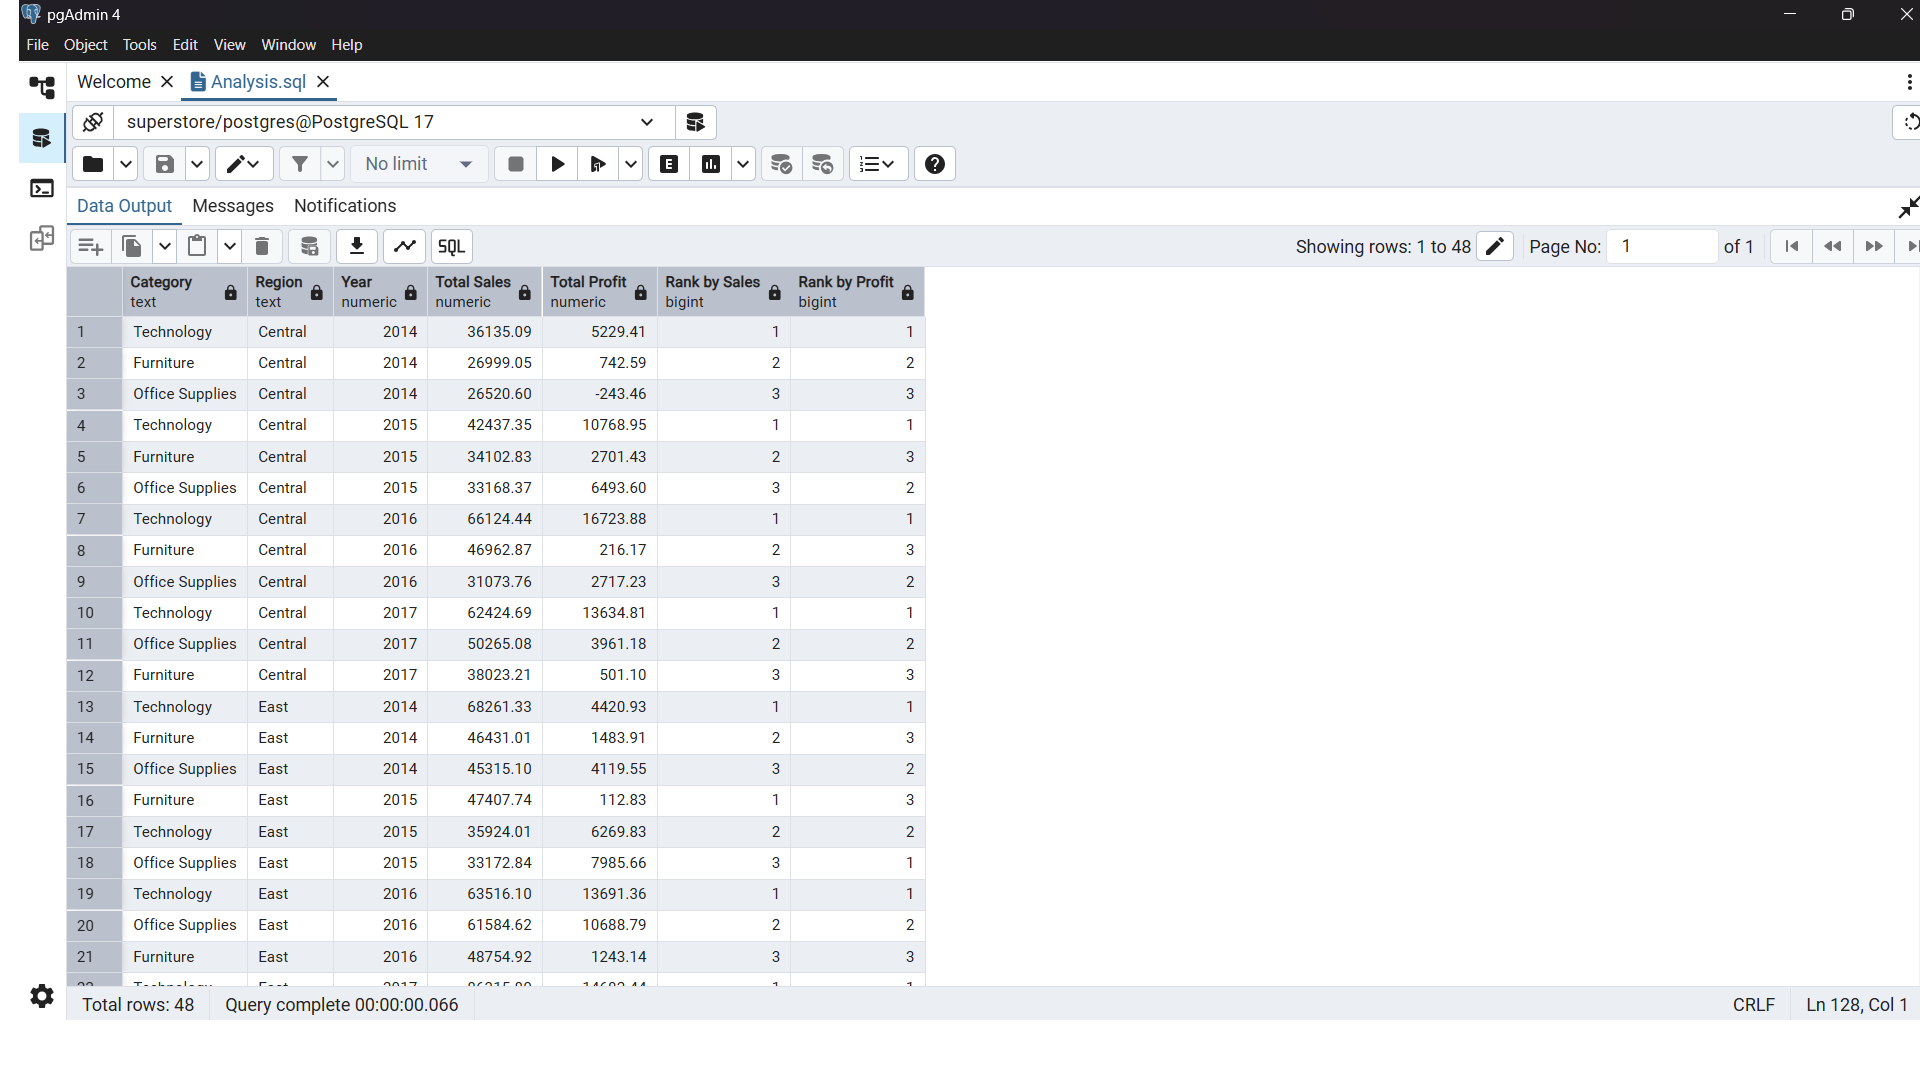 pgAdmin 4
File Object Tools Edit View Window Help
Welcome Analysis.sql
superstore/postgres@PostgreSQL 17
No limit E
Data Output Messages Notifications
SQL Showing rows: 1 to 48 Page No: 1 of 1
Category Region Year Total Sales Total Profit Rank by Sales Rank by Profit
text text numeric numeric numeric bigint bigint
1 Technology Central 2014 36135.09 5229.41 1 1
2 Furniture Central 2014 26999.05 742.59 2 2
3 Office Supplies Central 2014 26520.60 -243.46 3 3
4 Technology Central 2015 42437.35 10768.95 1 1
5 Furniture Central 2015 34102.83 2701.43 2 3
6 Office Supplies Central 2015 33168.37 6493.60 3 2
7 Technology Central 2016 66124.44 16723.88 1 1
8 Furniture Central 2016 46962.87 216.17 2 3
9 Office Supplies Central 2016 31073.76 2717.23 3 2
10 Technology Central 2017 62424.69 13634.81 1 1
11 Office Supplies Central 2017 50265.08 3961.18 2 2
12 Furniture Central 2017 38023.21 501.10 3 3
13 Technology East 2014 68261.33 4420.93 1 1
14 Furniture East 2014 46431.01 1483.91 2 3
15 Office Supplies East 2014 45315.10 4119.55 3 2
16 Furniture East 2015 47407.74 112.83 1 3
17 Technology East 2015 35924.01 6269.83 2 2
18 Office Supplies East 2015 33172.84 7985.66 3 1
19 Technology East 2016 63516.10 13691.36 1 1
20 Office Supplies East 2016 61584.62 10688.79 2 2
21 Furniture East 2016 48754.92 1243.14 3 3
Total rows: 48 Query complete 00:00:00.066 CRLF Ln 128, Col 1